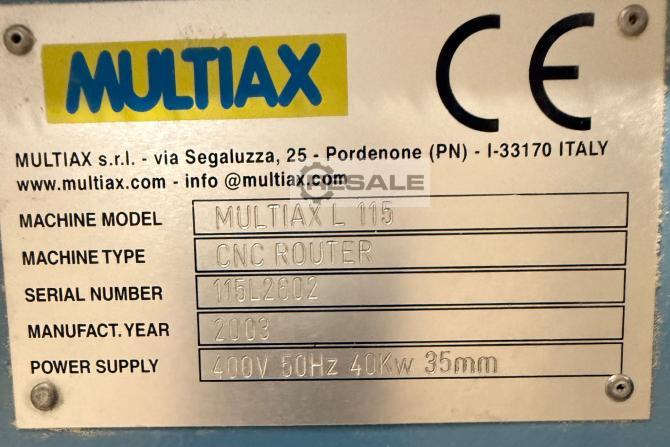 MULTIAX
CE
MULTIAX s.r.l. - via Segaluzza, 25 - Pordenone (PN) - I-33170 ITALY
www.multiax.com - info @multiax.com
RESALE
MACHINE MODEL MULTIAX L 115
MACHINE TYPE CNC ROUTER
SERIAL NUMBER 115L2602
MANUFACT.YEAR 2003
POWER SUPPLY 400V 50Hz 40Kw 35mm